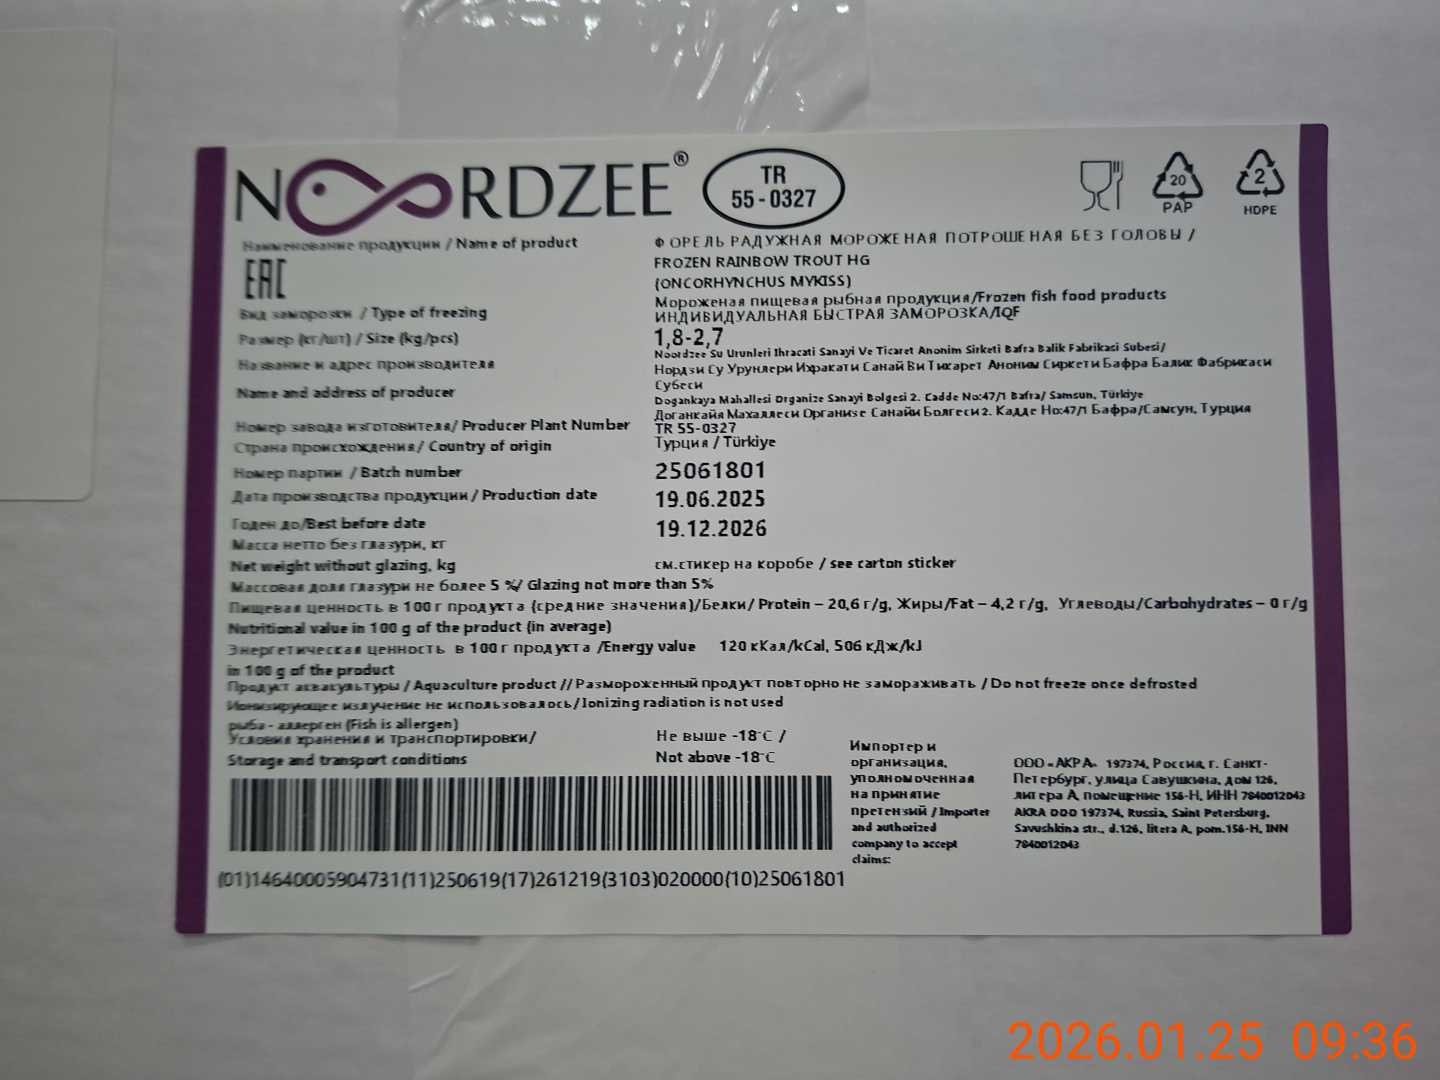 NOORDZEE®
TR
55-0327
20
PAP
2
HDPE
Наименование продукции / Name of product
ФОРЕЛЬ РАДУЖНАЯ МОРОЖЕНАЯ ПОТРОШЕНАЯ БЕЗ ГОЛОВЫ /
FROZEN RAINBOW TROUT HG
(ONCORHYNCHUS MYKISS)
Мороженая пищевая рыбная продукция/Frozen fish food products
EAC
Вид заморозки / Type of freezing
ИНДИВИДУАЛЬНАЯ БЫСТРАЯ ЗАМОРОЗКА/IQF
Размер (кг/шт) / Size (kg/pcs)
1,8-2,7
Название и адрес производителя
Name and address of producer
Noordzee Su Urunleri Ihracati Sanayi Ve Ticaret Anonim Sirketi Bafra Balik Fabrikasi Subesi/
Нордзи Су Урунлери Ихракати Санай Ви Тикарет Аноним Сиркети Бафра Балик Фабрикаси
Субеси
Dogankaya Mahallesi Organize Sanayi Bolgesi 2. Cadde No:47/1 Bafra/ Samsun, Türkiye
Доганкайа Махаллеси Органисе Санайи Болгеси 2. Кадде Но:47/1 Бафра/Самсун, Турция
Номер завода изготовителя/ Producer Plant Number
TR 55-0327
Страна происхождения/ Country of origin
Турция / Türkiye
Номер партии / Batch number
25061801
Дата производства продукции / Production date
19.06.2025
Годен до/Best before date
19.12.2026
Масса нетто без глазури, кг
Net weight without glazing, kg
см.стикер на коробе / see carton sticker
Массовая доля глазури не более 5 %/ Glazing not more than 5%
Пищевая ценность в 100 г продукта (средние значения)/Белки/ Protein – 20,6 г/g, Жиры/Fat – 4,2 г/g, Углеводы/Carbohydrates – 0 г/g
Nutritional value in 100 g of the product (in average)
Энергетическая ценность в 100 г продукта /Energy value 120 кКал/kCal, 506 кДж/kJ
in 100 g of the product
Продукт аквакультуры / Aquaculture product // Размороженный продукт повторно не замораживать / Do not freeze once defrosted
Ионизирующее излучение не использовалось/ Ionizing radiation is not used
рыба - аллерген (Fish is allergen)
Условия хранения и транспортировки/
Storage and transport conditions
Не выше -18°С /
Not above -18°C
Импортер и
организация,
уполномоченная
на принятие
претензий / Importer
and authorized
company to accept
claims:
ООО «АКРА» 197374, Россия, г. Санкт-
Петербург, улица Савушкина, дом 126,
литера А, помещение 156-Н, ИНН 7840012043
AKRA OOO 197374, Russia, Saint Petersburg,
Savushkina str., d.126, litera A, pom.156-H, INN
7840012043
(01)14640005904731(11)250619(17)261219(3103)020000(10)25061801
2026.01.25 09:36